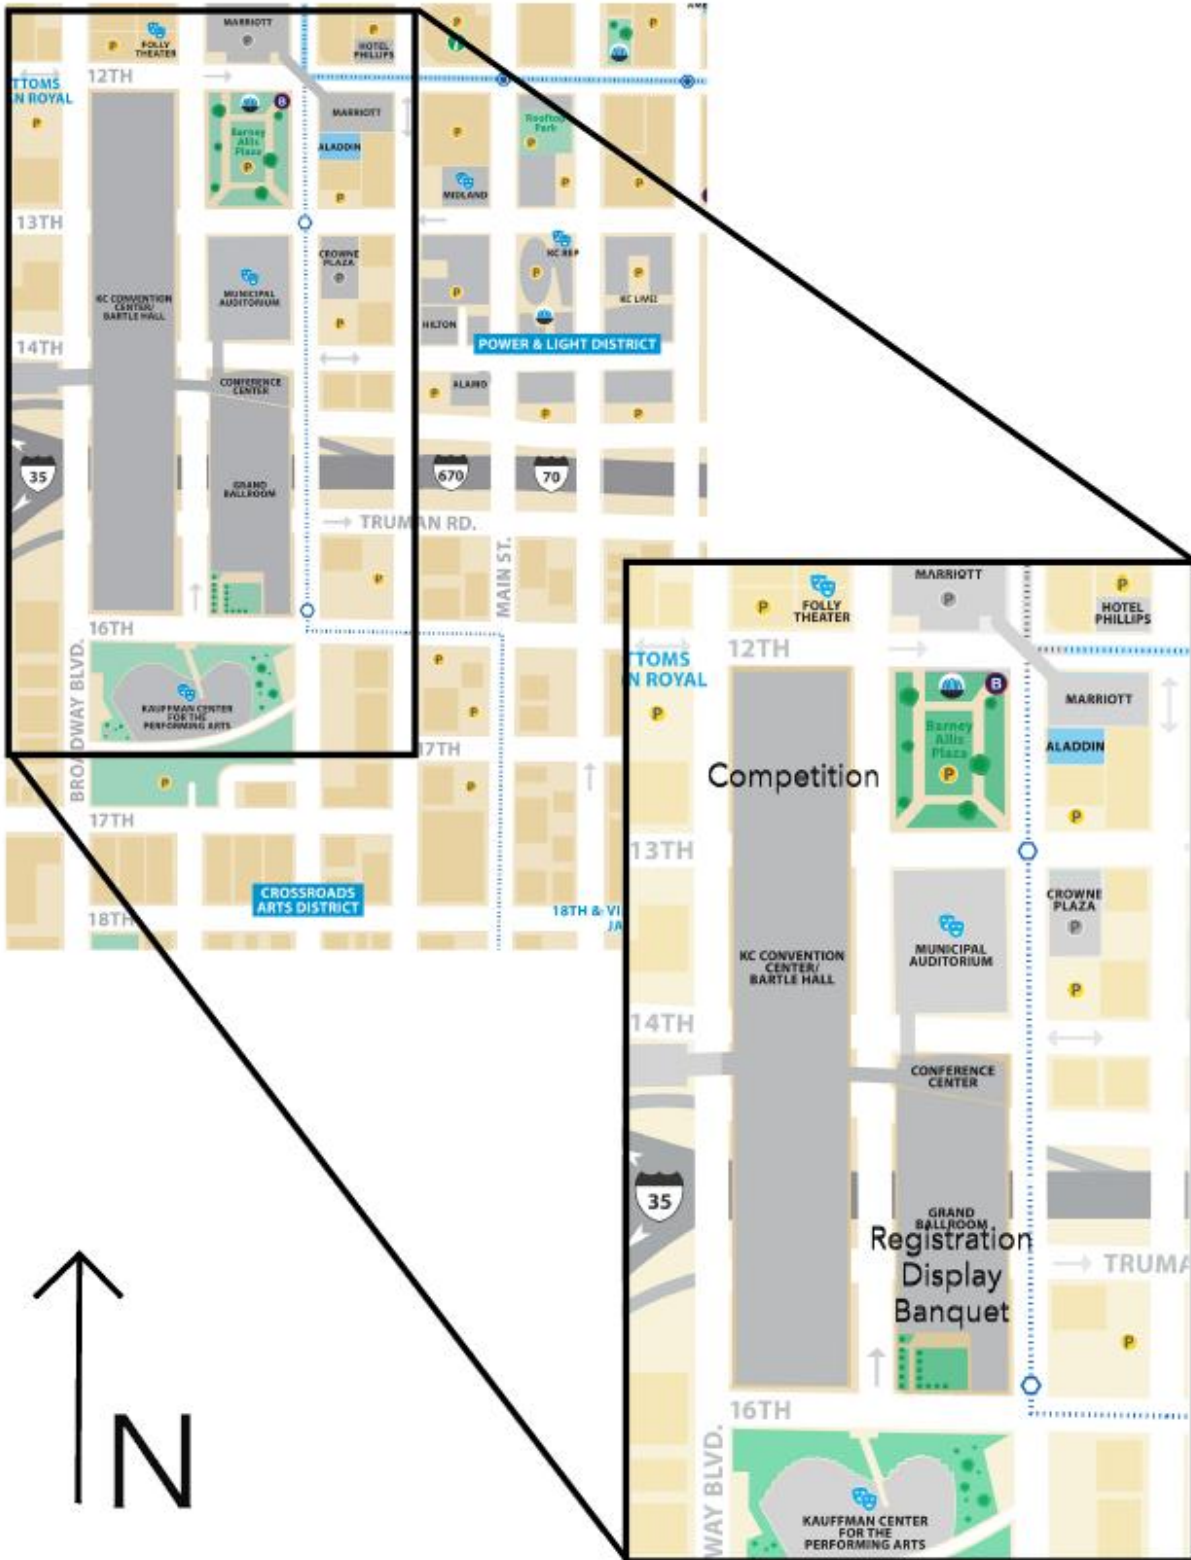 MARRIOTT
FOLLY
THEATER
HOTEL
PHILLIPS
12TH
TTOMS
N ROYAL
P
B
Barney
Allis
Plaza
P
MARRIOTT
ALADDIN
Rooftop
Park
MIDLAND
13TH
CROWNE
PLAZA
KC REP
MUNICIPAL
AUDITORIUM
KC CONVENTION
CENTER/
BARTLE HALL
KC LIVE!
HILTON
POWER & LIGHT DISTRICT
14TH
CONFERENCE
CENTER
ALAMO
35
670
70
GRAND
BALLROOM
TRUMAN RD.
MAIN ST.
16TH
BROADWAY BLVD.
KAUFFMAN CENTER
FOR THE
PERFORMING ARTS
17TH
17TH
CROSSROADS
ARTS DISTRICT
18TH
18TH & VI
JA
MARRIOTT
FOLLY
THEATER
HOTEL
PHILLIPS
12TH
TTOMS
N ROYAL
B
MARRIOTT
Barney
Allis
Plaza
P
ALADDIN
Competition
13TH
CROWNE
PLAZA
MUNICIPAL
AUDITORIUM
KC CONVENTION
CENTER/
BARTLE HALL
14TH
CONFERENCE
CENTER
35
GRAND
BALLROOM
Registration
Display
Banquet
TRUMA
16TH
WAY BLVD.
KAUFFMAN CENTER
FOR THE
PERFORMING ARTS
N